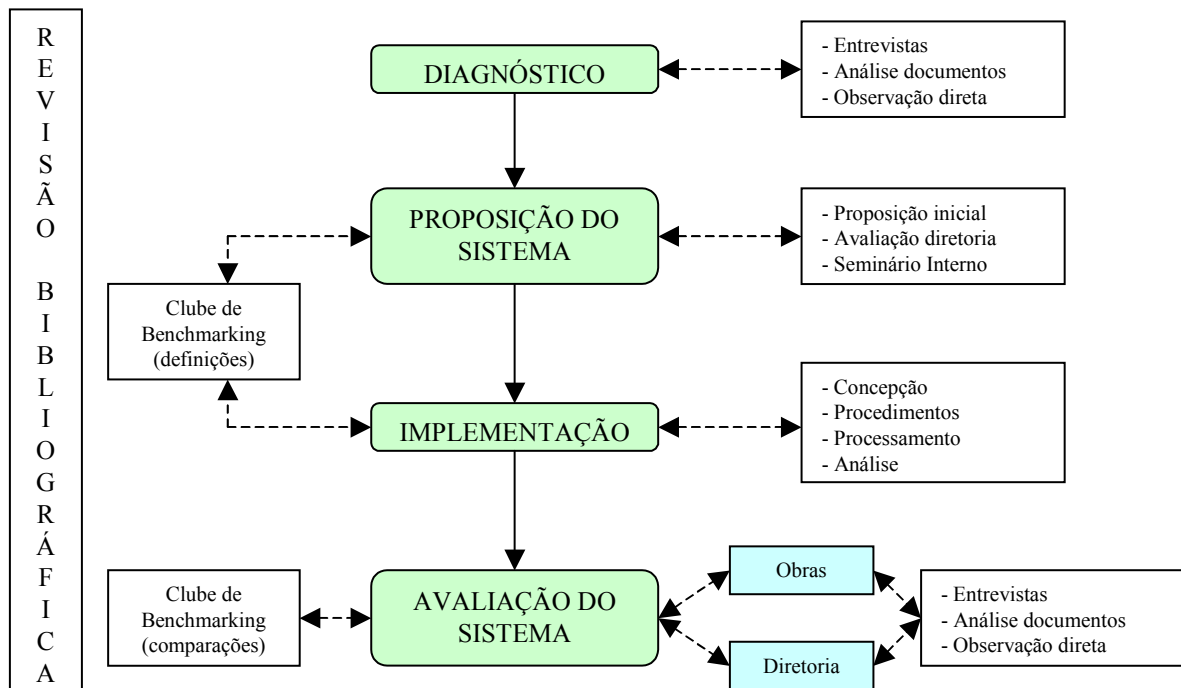 REVISÃO BIBLIOGRÁFICA
DIAGNÓSTICO
- Entrevistas
- Análise documentos
- Observação direta
PROPOSIÇÃO DO
SISTEMA
- Proposição inicial
- Avaliação diretoria
- Seminário Interno
Clube de
Benchmarking
(definições)
IMPLEMENTAÇÃO
- Concepção
- Procedimentos
- Processamento
- Análise
Clube de
Benchmarking
(comparações)
AVALIAÇÃO DO
SISTEMA
Obras
Diretoria
- Entrevistas
- Análise documentos
- Observação direta